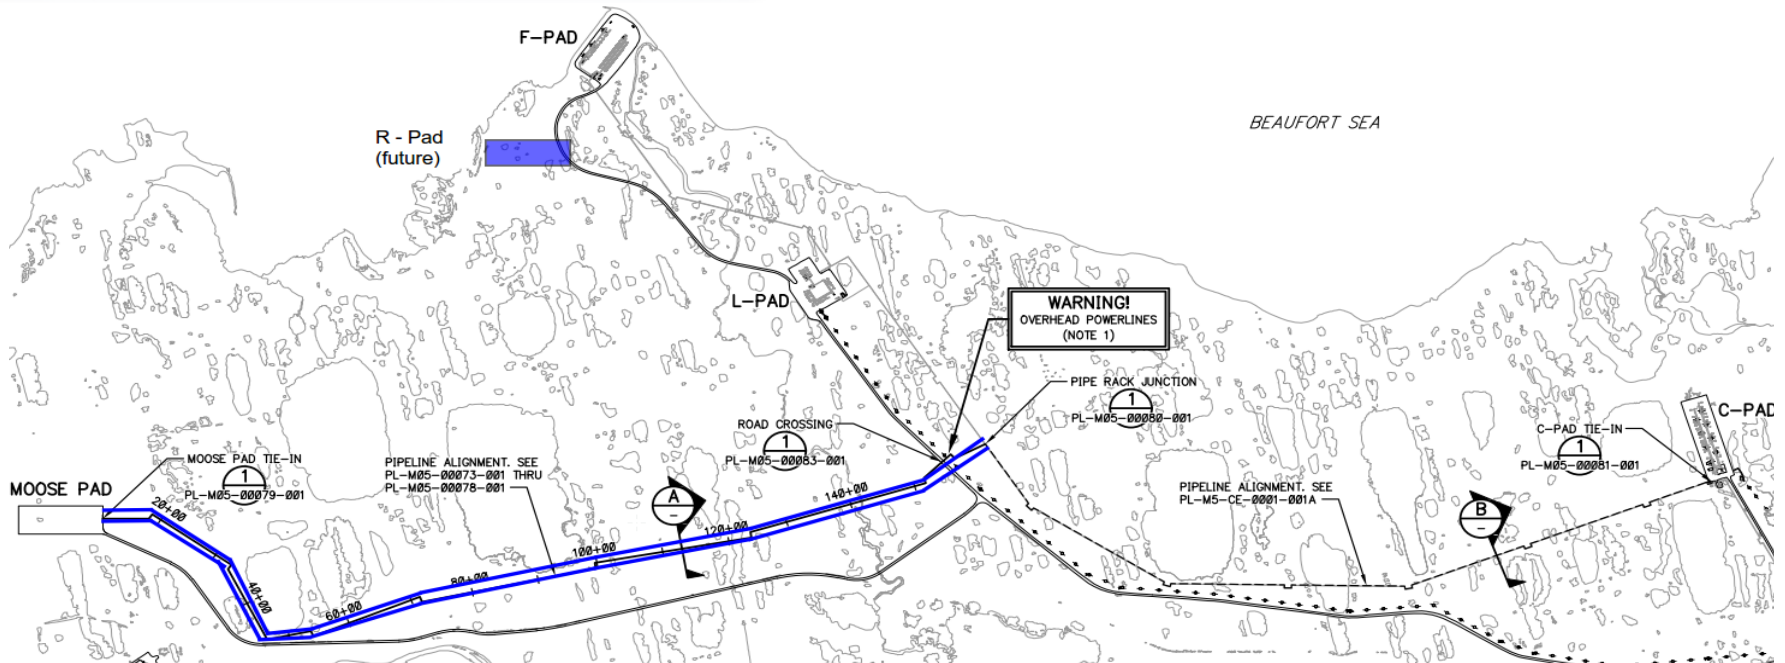 F-PAD
BEAUFORT SEA
R - Pad
(future)
L-PAD
WARNING!
OVERHEAD POWERLINES
(NOTE 1)
PIPE RACK JUNCTION
1
PL-M05-00080-001
C-PAD
ROAD CROSSING
1
PL-M05-00083-001
C-PAD TIE-IN
1
PL-M05-00081-001
MOOSE PAD TIE-IN
1
PL-M05-00079-001
PIPELINE ALIGNMENT. SEE
PL-M05-00073-001 THRU
PL-M05-00078-001
MOOSE PAD
PIPELINE ALIGNMENT. SEE
PL-M5-CE-0001-001A
A
-
B
-
20+00
40+00
60+00
80+00
100+00
120+00
140+00